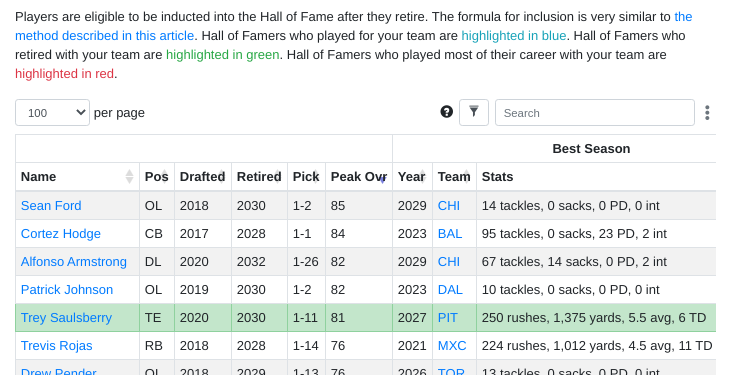 Players are eligible to be inducted into the Hall of Fame after they retire. The formula for inclusion is very similar to the
method described in this article. Hall of Famers who played for your team are highlighted in blue. Hall of Famers who
retired with your team are highlighted in green. Hall of Famers who played most of their career with your team are
highlighted in red.
100 per page ? Search
Best Season
Name Pos Drafted Retired Pick Peak Ovr Year Team Stats
Sean Ford OL 2018 2030 1-2 85 2029 CHI 14 tackles, 0 sacks, 0 PD, 0 int
Cortez Hodge CB 2017 2028 1-1 84 2023 BAL 95 tackles, 0 sacks, 23 PD, 2 int
Alfonso Armstrong DL 2020 2032 1-26 82 2029 CHI 67 tackles, 14 sacks, 0 PD, 2 int
Patrick Johnson OL 2019 2030 1-2 82 2023 DAL 10 tackles, 0 sacks, 0 PD, 0 int
Trey Saulsberry TE 2020 2030 1-11 81 2027 PIT 250 rushes, 1,375 yards, 5.5 avg, 6 TD
Trevis Rojas RB 2018 2028 1-14 76 2021 MXC 224 rushes, 1,012 yards, 4.5 avg, 11 TD
Drew Pender OL 2018 2029 1-13 76 2026 TOR 13 tackles, 0 sacks, 0 PD, 0 int